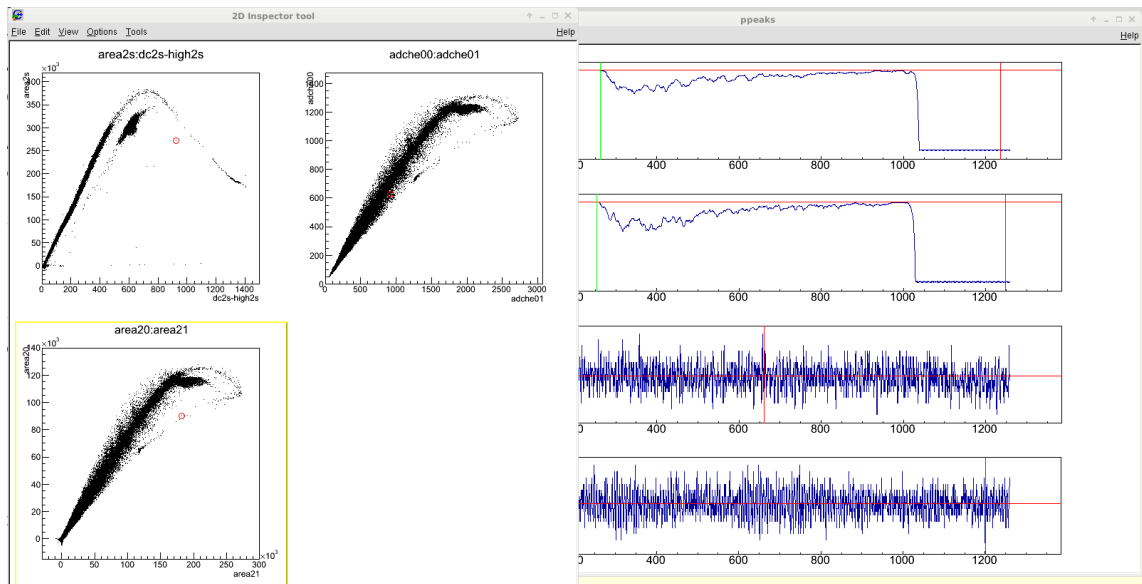 2D Inspector tool
File Edit View Options Tools Help
area2s:dc2s-high2s
×10³
area2s
400
350
300
250
200
150
100
50
0
0 200 400 600 800 1000 1200 1400
dc2s-high2s
adche00:adche01
adche00
1400
1200
1000
800
600
400
200
0
0 500 1000 1500 2000 2500 3000
adche01
area20:area21
×10³
area20
140
120
100
80
60
40
20
0
0 50 100 150 200 250 300
×10³
area21
ppeaks
Help
400 600 800 1000 1200
400 600 800 1000 1200
400 600 800 1000 1200
400 600 800 1000 1200